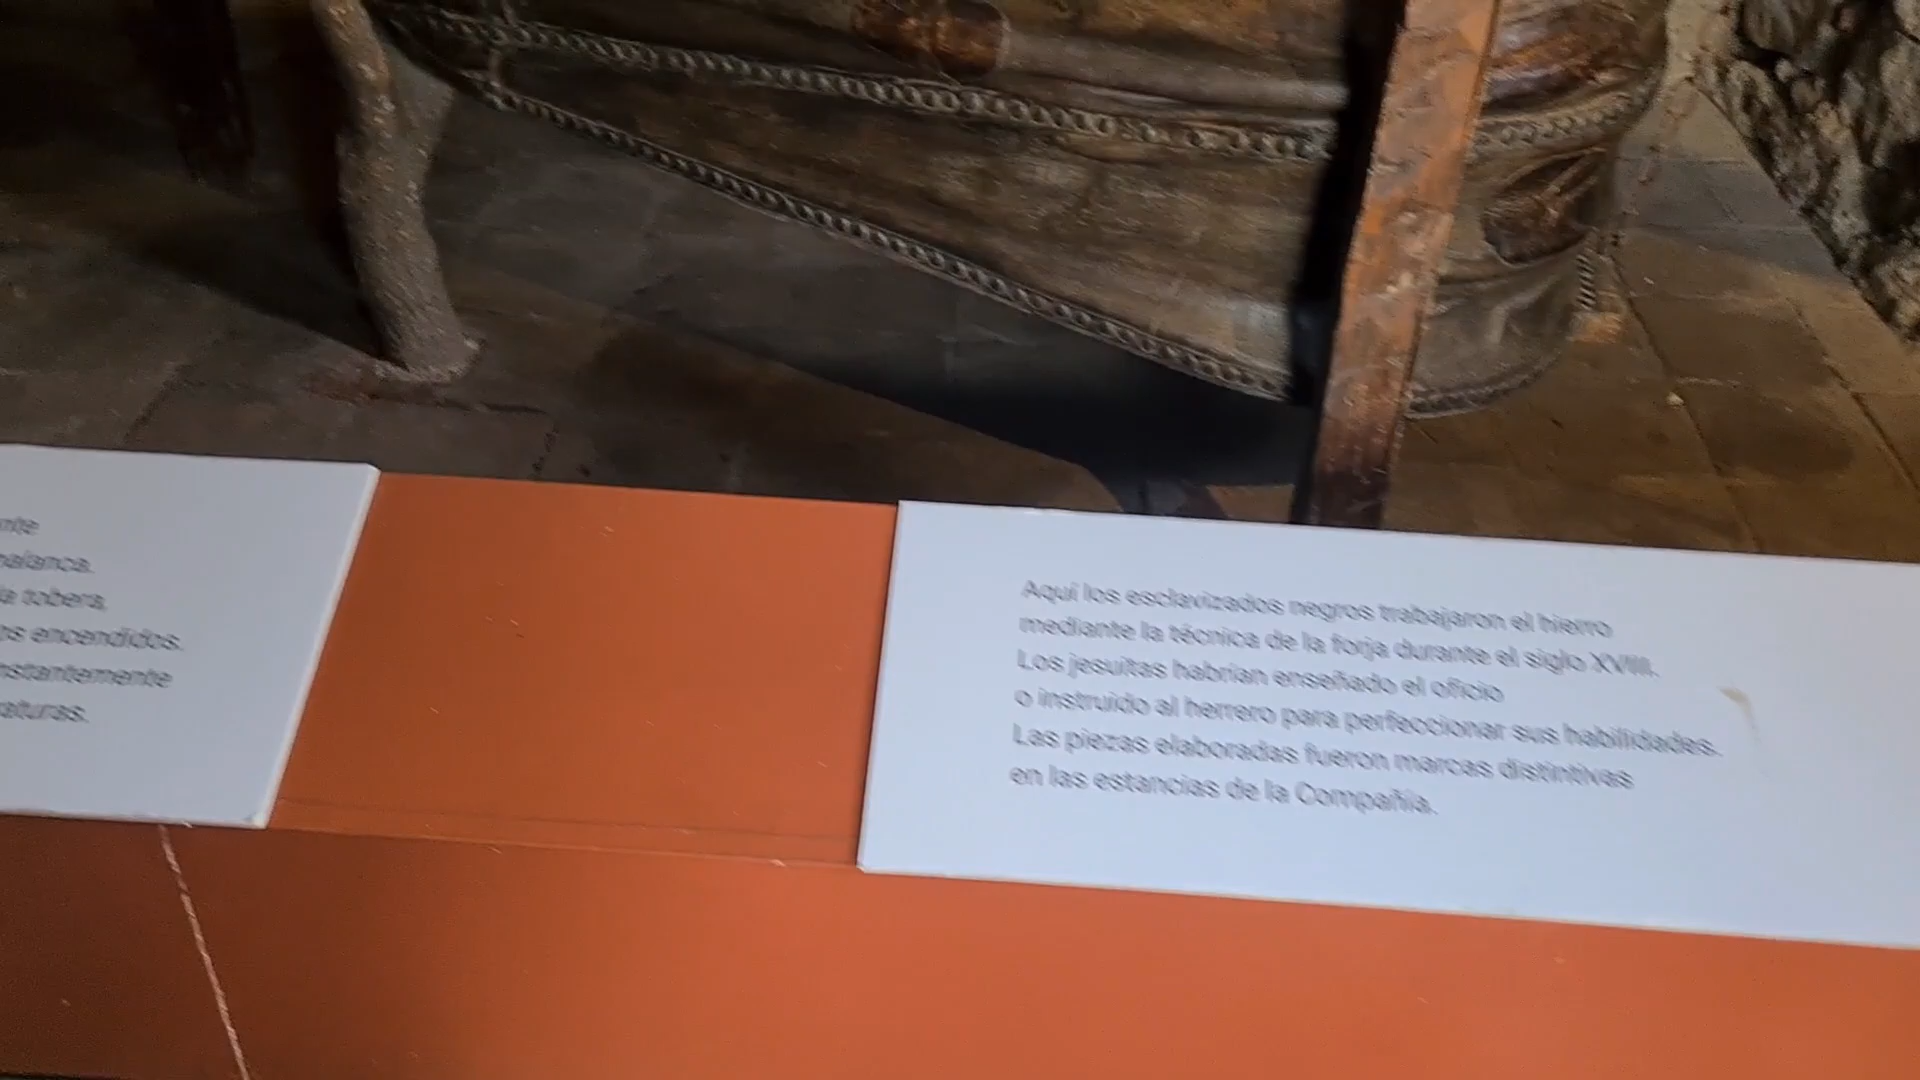 nte
palanca.
la tobera,
os encendidos.
nstantemente
aturas.
Aquí los esclavizados negros trabajaron el hierro
mediante la técnica de la forja durante el siglo XVIII.
Los jesuitas habrían enseñado el oficio
o instruido al herrero para perfeccionar sus habilidades.
Las piezas elaboradas fueron marcas distintivas
en las estancias de la Compañía.